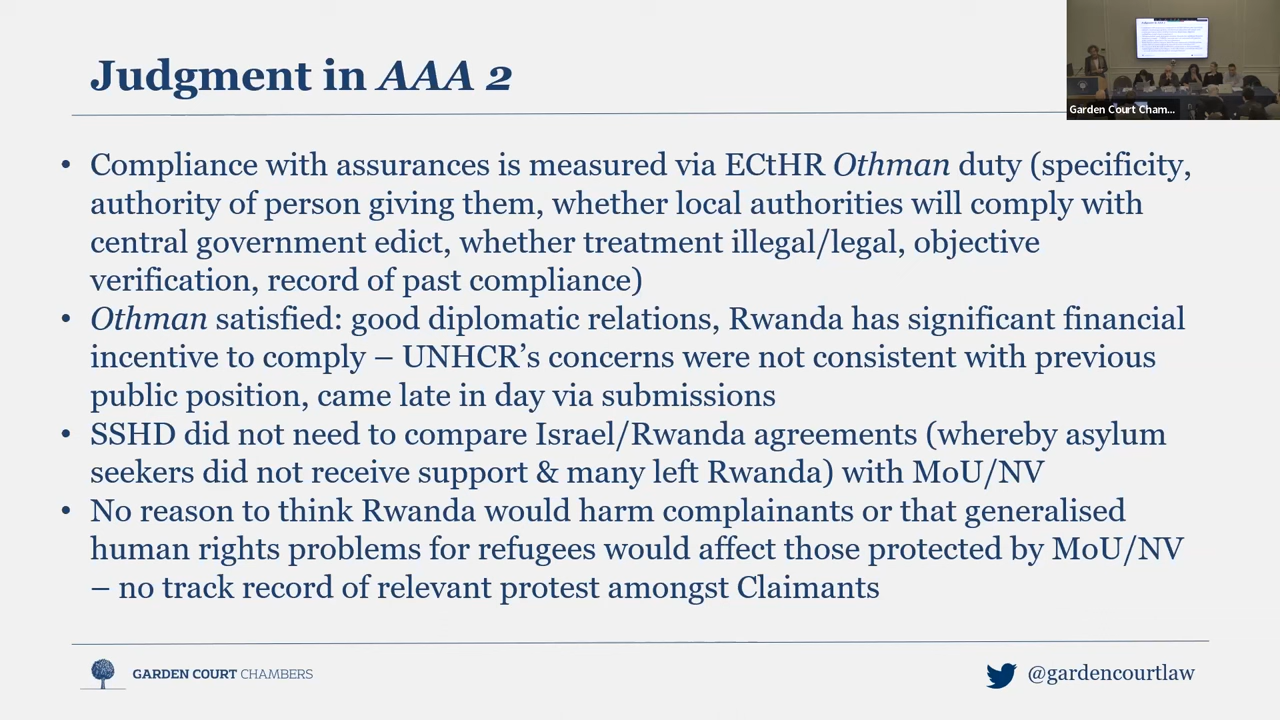 Judgment in AAA 2
Garden Court Cham...
• Compliance with assurances is measured via ECtHR Othman duty (specificity,
authority of person giving them, whether local authorities will comply with
central government edict, whether treatment illegal/legal, objective
verification, record of past compliance)
• Othman satisfied: good diplomatic relations, Rwanda has significant financial
incentive to comply – UNHCR’s concerns were not consistent with previous
public position, came late in day via submissions
• SSHD did not need to compare Israel/Rwanda agreements (whereby asylum
seekers did not receive support & many left Rwanda) with MoU/NV
• No reason to think Rwanda would harm complainants or that generalised
human rights problems for refugees would affect those protected by MoU/NV
– no track record of relevant protest amongst Claimants
GARDEN COURT CHAMBERS
@gardencourtlaw